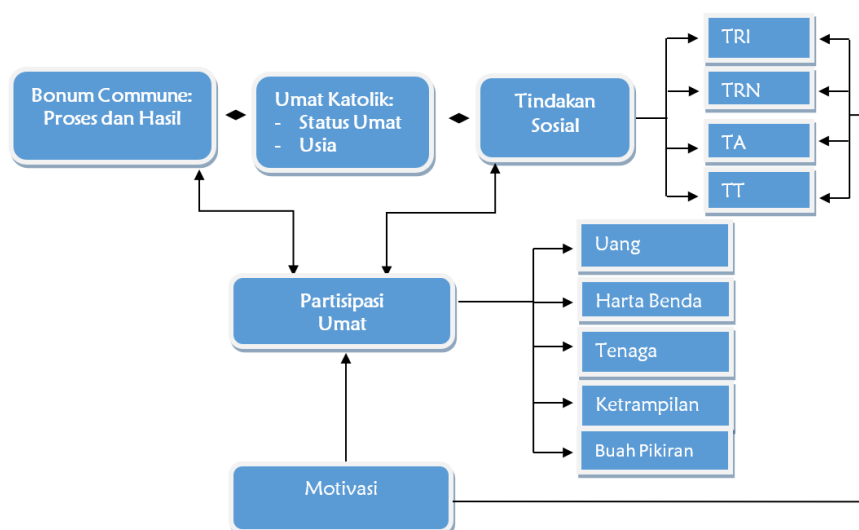 Bonum Commune:
Proses dan Hasil
Umat Katolik:
- Status Umat
- Usia
Tindakan
Sosial
TRI
TRN
TA
TT
Partisipasi
Umat
Uang
Harta Benda
Tenaga
Ketrampilan
Buah Pikiran
Motivasi